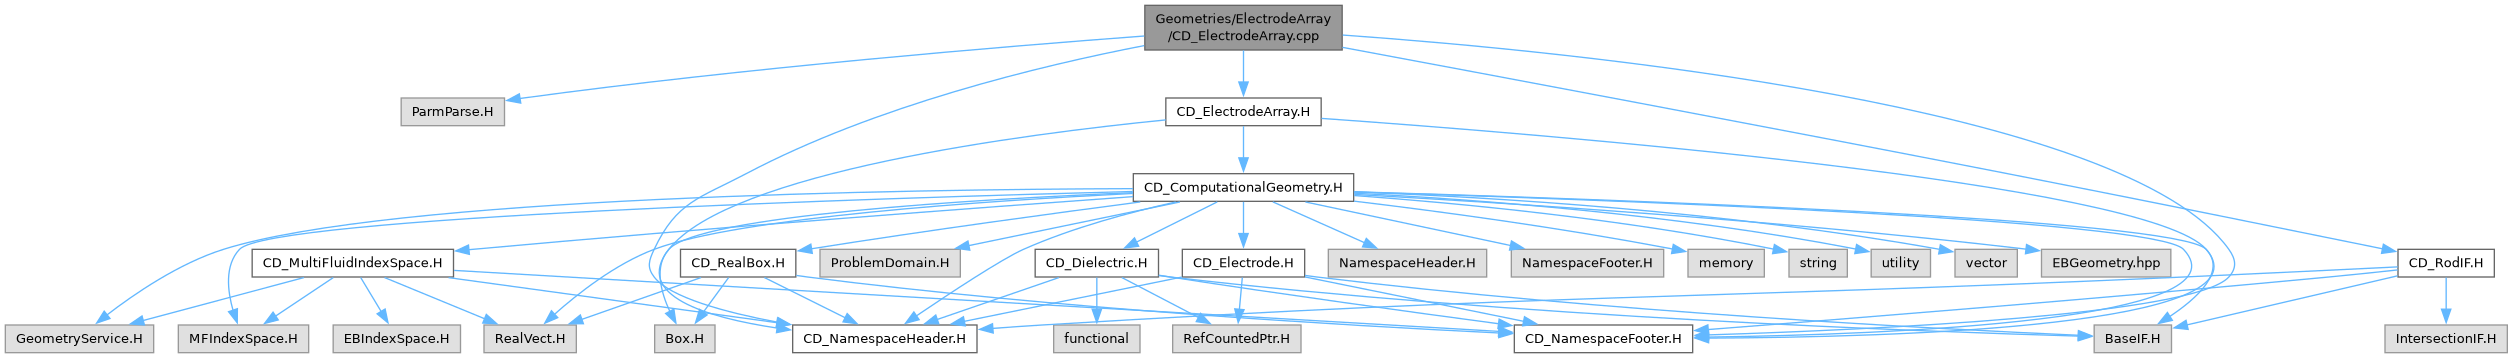 Geometries/ElectrodeArray
/CD_ElectrodeArray.cpp
ParmParse.H
CD_ElectrodeArray.H
CD_ComputationalGeometry.H
CD_MultiFluidIndexSpace.H
CD_RealBox.H
ProblemDomain.H
CD_Dielectric.H
CD_Electrode.H
NamespaceHeader.H
NamespaceFooter.H
memory
string
utility
vector
EBGeometry.hpp
CD_RodIF.H
GeometryService.H
MFIndexSpace.H
EBIndexSpace.H
RealVect.H
Box.H
CD_NamespaceHeader.H
functional
RefCountedPtr.H
CD_NamespaceFooter.H
BaseIF.H
IntersectionIF.H